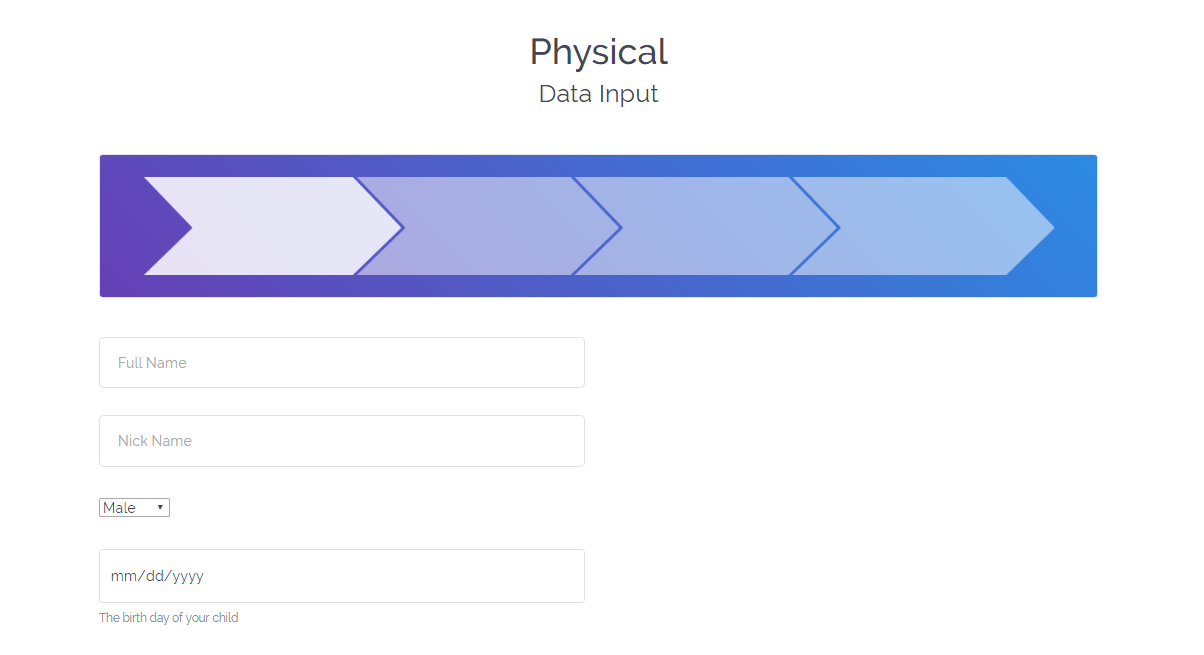 Physical
Data Input
Full Name
Nick Name
Male
mm/dd/yyyy
The birth day of your child